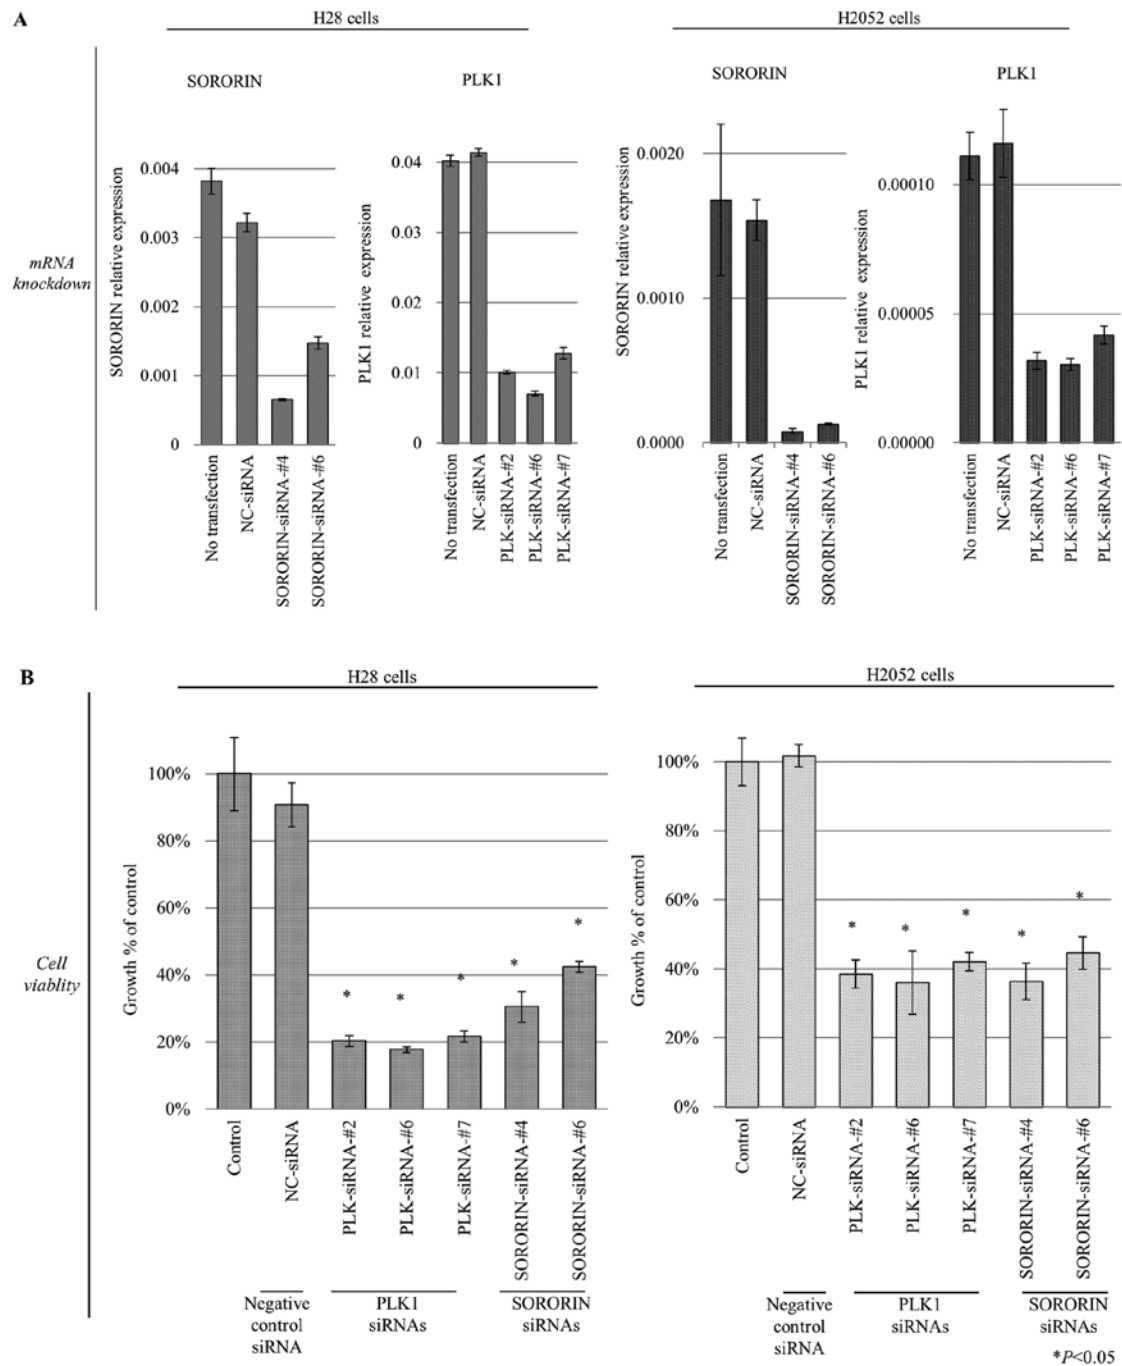 A
H28 cells
H2052 cells
SORORIN
PLK1
SORORIN
PLK1
mRNA
knockdown
SORORIN relative expression
0.004
0.003
0.002
0.001
0
No transfection
NC-siRNA
SORORIN-siRNA-#4
SORORIN-siRNA-#6
PLK1 relative expression
0.04
0.03
0.02
0.01
0
No transfection
NC-siRNA
PLK-siRNA-#2
PLK-siRNA-#6
PLK-siRNA-#7
SORORIN relative expression
0.0020
0.0010
0.0000
No transfection
NC-siRNA
SORORIN-siRNA-#4
SORORIN-siRNA-#6
PLK1 relative expression
0.00010
0.00005
0.00000
No transfection
NC-siRNA
PLK-siRNA-#2
PLK-siRNA-#6
PLK-siRNA-#7
B
H28 cells
H2052 cells
Cell
viablity
Growth % of control
100%
80%
60%
40%
20%
0%
* * * * *
Control
NC-siRNA
PLK-siRNA-#2
PLK-siRNA-#6
PLK-siRNA-#7
SORORIN-siRNA-#4
SORORIN-siRNA-#6
Negative
control
siRNA
PLK1
siRNAs
SORORIN
siRNAs
Growth % of control
100%
80%
60%
40%
20%
0%
* * * * *
Control
NC-siRNA
PLK-siRNA-#2
PLK-siRNA-#6
PLK-siRNA-#7
SORORIN-siRNA-#4
SORORIN-siRNA-#6
Negative
control
siRNA
PLK1
siRNAs
SORORIN
siRNAs
*P<0.05